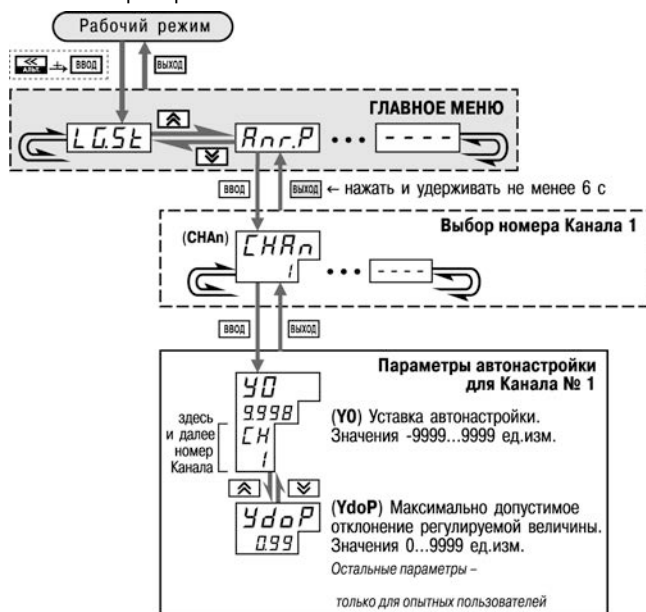 Рабочий режим
≪ АЛЬТ. + ВВОД
ВЫХОД
ГЛАВНОЕ МЕНЮ
LG.St
Anr.P
• • •
- - - -
ВВОД
ВЫХОД ← нажать и удерживать не менее 6 с
Выбор номера Канала 1
(CHAn)
CHAn
1
• • •
- - - -
ВВОД
ВЫХОД
Параметры автонастройки
для Канала № 1
Y0
9.998
CH
1
здесь
и далее
номер
Канала
(Y0) Уставка автонастройки.
Значения -9999...9999 ед.изм.
YdoP
0.99
(YdoP) Максимально допустимое
отклонение регулируемой величины.
Значения 0...9999 ед.изм.
Остальные параметры –
только для опытных пользователей